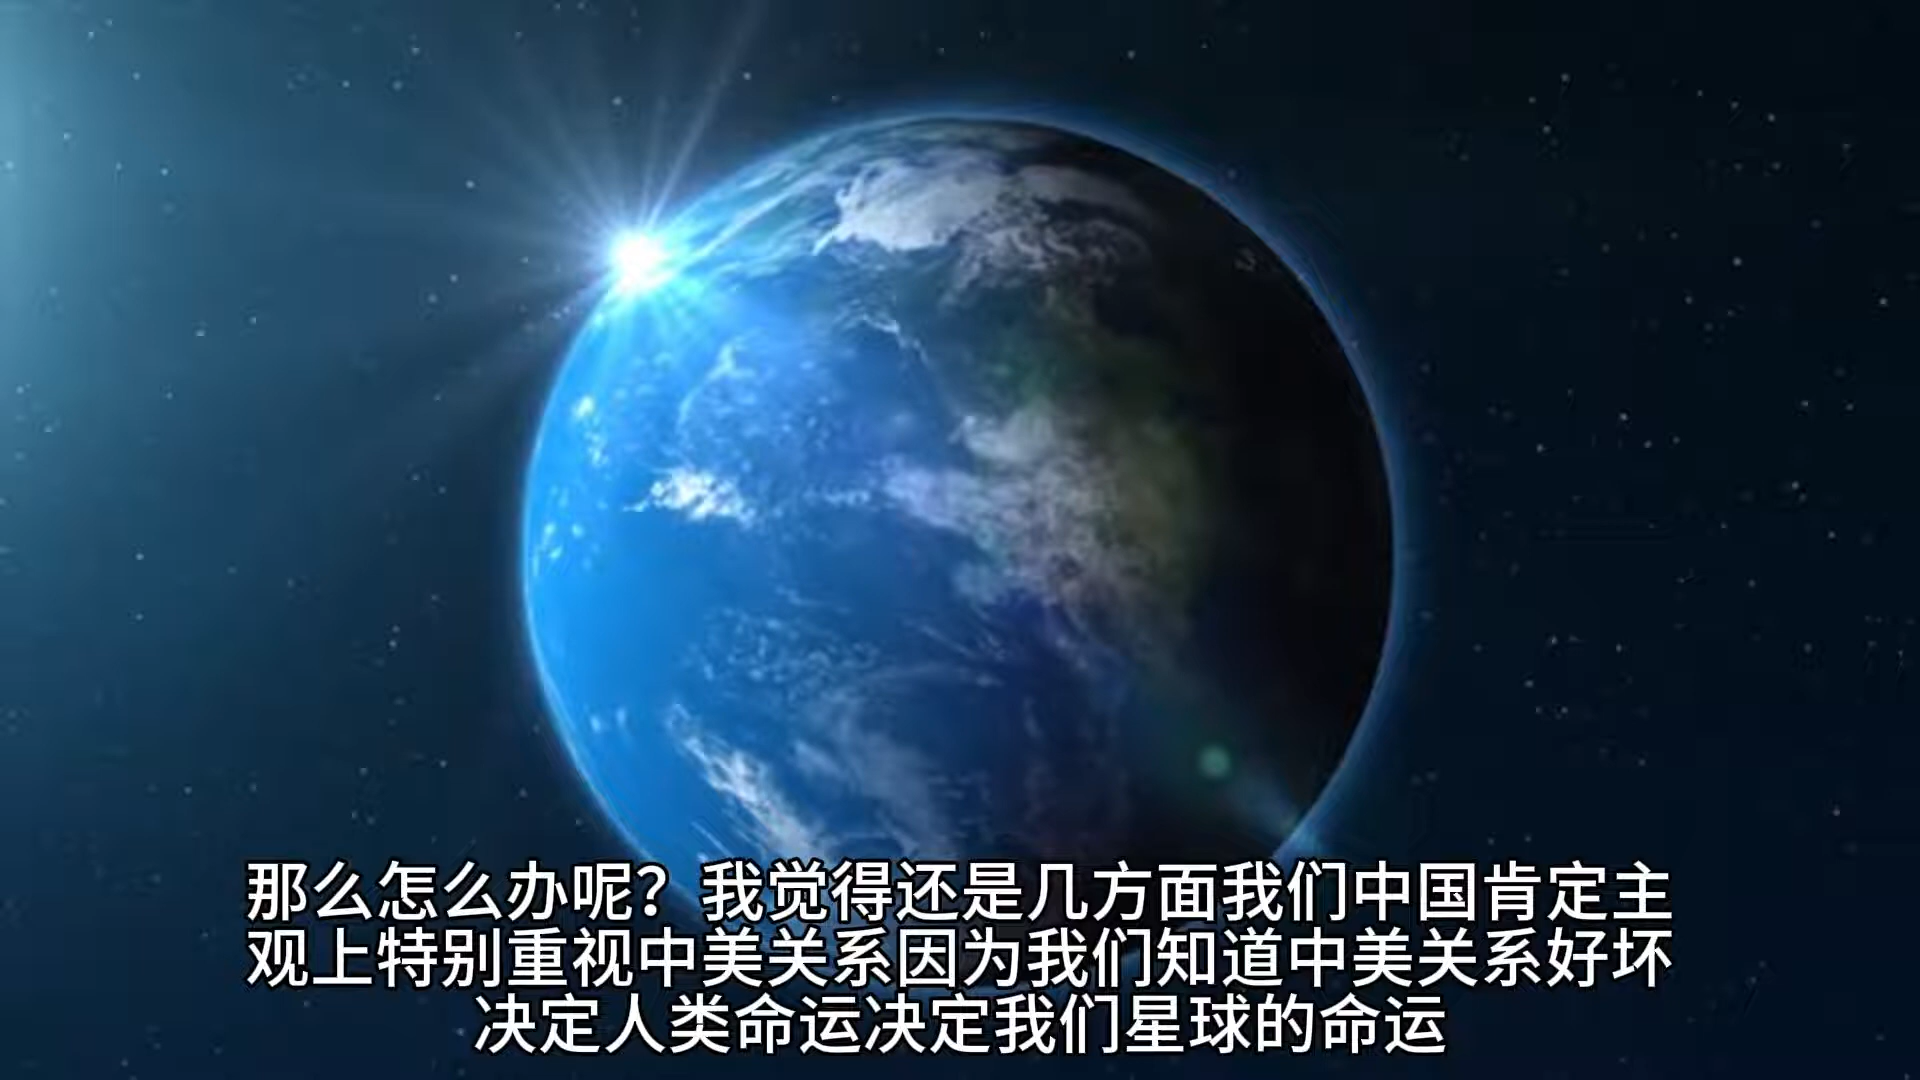 那么怎么办呢？我觉得还是几方面我们中国肯定主
观上特别重视中美关系因为我们知道中美关系好坏
决定人类命运决定我们星球的命运